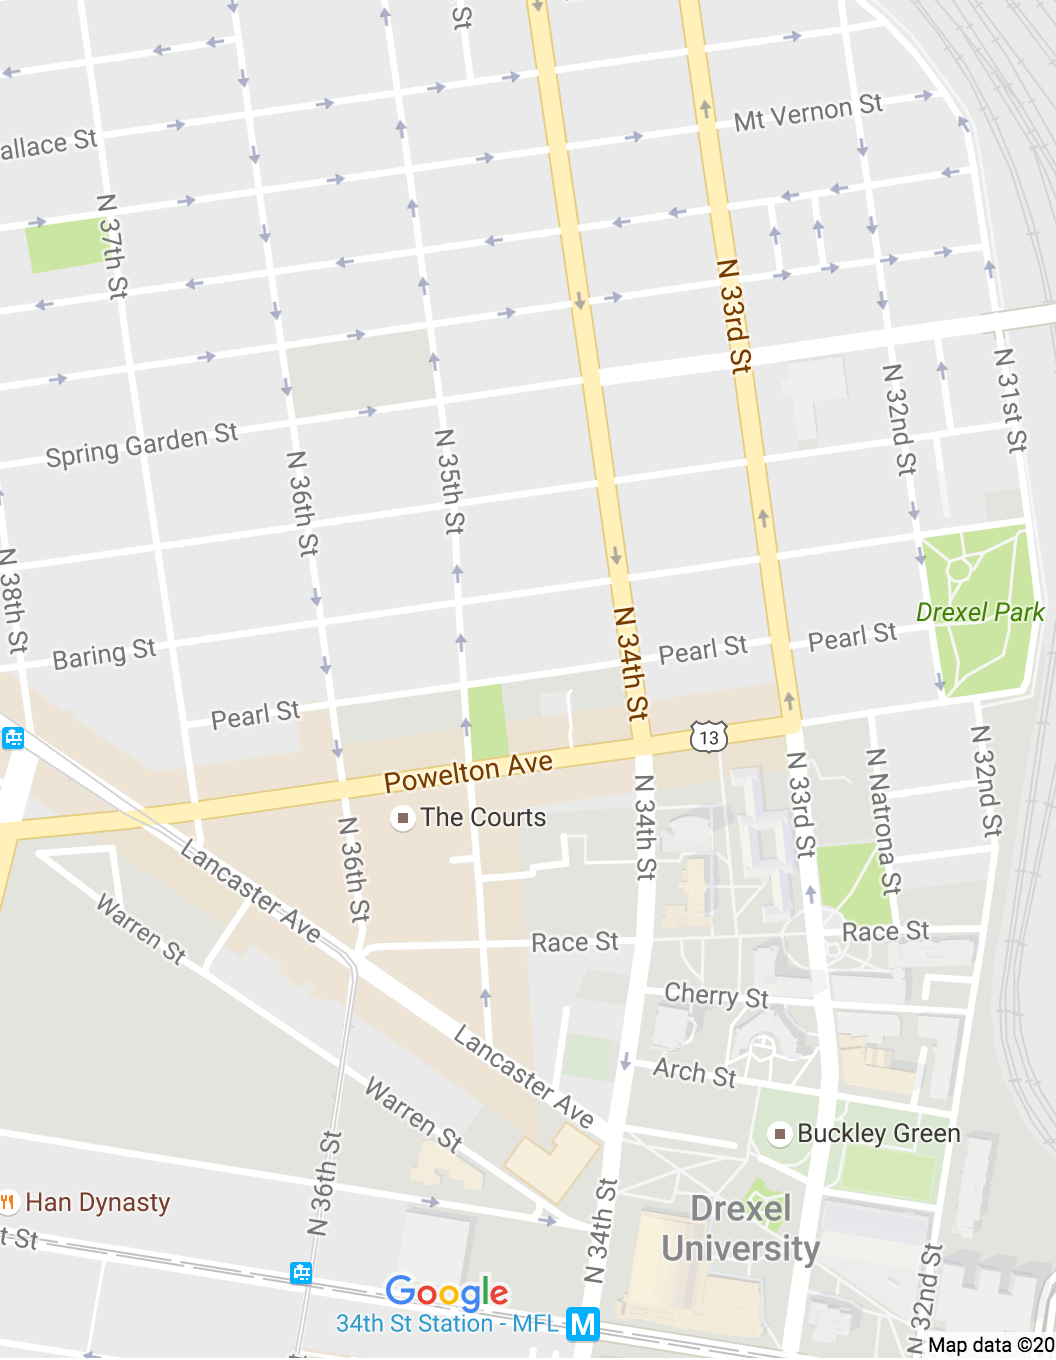 St
Mt Vernon St
allace St
N 37th St
N 33rd St
N 31st St
N 32nd St
Spring Garden St
N 35th St
N 36th St
N 38th St
Drexel Park
Baring St
N 34th St
Pearl St
Pearl St
Pearl St
13
Powelton Ave
N 32nd St
N Natrona St
N 33rd St
N 34th St
The Courts
N 36th St
Lancaster Ave
Warren St
Race St
Race St
Cherry St
Lancaster Ave
Arch St
Warren St
Buckley Green
N 36th St
Han Dynasty
N 34th St
Drexel
University
t St
N 32nd St
Google
34th St Station - MFL
M
Map data ©20